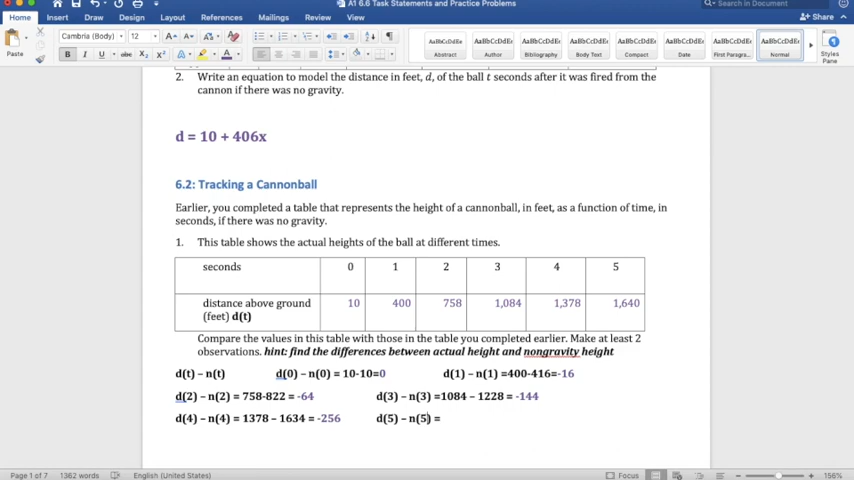 A1 6.6 Task Statements and Practice Problems
Search in Document
Home Insert Draw Design Layout References Mailings Review View Share
Paste
Cambria (Body) 12
AaBbCcDdEe AaBbCcDdEe AaBbCcDdEe AaBbCcDdEe AaBbCcDdEe AaBbCcDdEe AaBbCcDdEe AaBbCcDdEe
Abstract Author Bibliography Body Text Compact Date First Paragr... Normal
Styles Pane
2. Write an equation to model the distance in feet, d, of the ball t seconds after it was fired from the
cannon if there was no gravity.
d = 10 + 406x
6.2: Tracking a Cannonball
Earlier, you completed a table that represents the height of a cannonball, in feet, as a function of time, in
seconds, if there was no gravity.
1. This table shows the actual heights of the ball at different times.
seconds 0 1 2 3 4 5
distance above ground 10 400 758 1,084 1,378 1,640
(feet) d(t)
Compare the values in this table with those in the table you completed earlier. Make at least 2
observations. hint: find the differences between actual height and nongravity height
d(t) – n(t) d(0) – n(0) = 10-10=0 d(1) – n(1) =400-416=-16
d(2) – n(2) = 758-822 = -64 d(3) – n(3) =1084 – 1228 = -144
d(4) – n(4) = 1378 – 1634 = -256 d(5) – n(5) =
Page 1 of 7 1362 words English (United States) Focus 156%